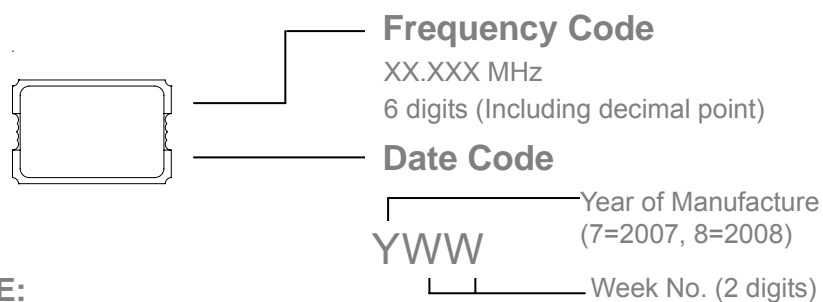 Frequency Code
XX.XXX MHz
6 digits (Including decimal point)
Date Code
Year of Manufacture
(7=2007, 8=2008)
YWW
Week No. (2 digits)
E: